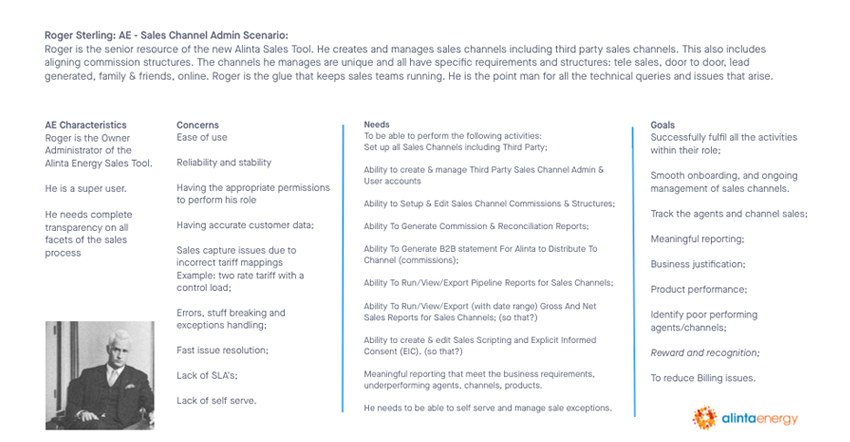 Roger Sterling: AE - Sales Channel Admin Scenario:
Roger is the senior resource of the new Alinta Sales Tool. He creates and manages sales channels including third party sales channels. This also includes
aligning commission structures. The channels he manages are unique and all have specific requirements and structures: tele sales, door to door, lead
generated, family & friends, online. Roger is the glue that keeps sales teams running. He is the point man for all the technical queries and issues that arise.
AE Characteristics
Roger is the Owner
Administrator of the
Alinta Energy Sales Tool.
He is a super user.
He needs complete
transparency on all
facets of the sales
process
Concerns
Ease of use
Reliability and stability
Having the appropriate permissions
to perform his role
Having accurate customer data;
Sales capture issues due to
incorrect tariff mappings
Example: two rate tariff with a
control load;
Errors, stuff breaking and
exceptions handling;
Fast issue resolution;
Lack of SLA's;
Lack of self serve.
Needs
To be able to perform the following activities:
Set up all Sales Channels including Third Party;
Ability to create & manage Third Party Sales Channel Admin &
User accounts
Ability to Setup & Edit Sales Channel Commissions & Structures;
Ability To Generate Commission & Reconciliation Reports;
Ability To Generate B2B statement For Alinta to Distribute To
Channel (commissions);
Ability To Run/View/Export Pipeline Reports for Sales Channels;
Ability To Run/View/Export (with date range) Gross And Net
Sales Reports for Sales Channels; (so that?)
Ability to create & edit Sales Scripting and Explicit Informed
Consent (EIC). (so that?)
Meaningful reporting that meet the business requirements,
underperforming agents, channels, products.
He needs to be able to self serve and manage sale exceptions.
Goals
Successfully fulfil all the activities
within their role;
Smooth onboarding, and ongoing
management of sales channels.
Track the agents and channel sales;
Meaningful reporting;
Business justification;
Product performance;
Identify poor performing
agents/channels;
Reward and recognition;
To reduce Billing issues.
alintaenergy